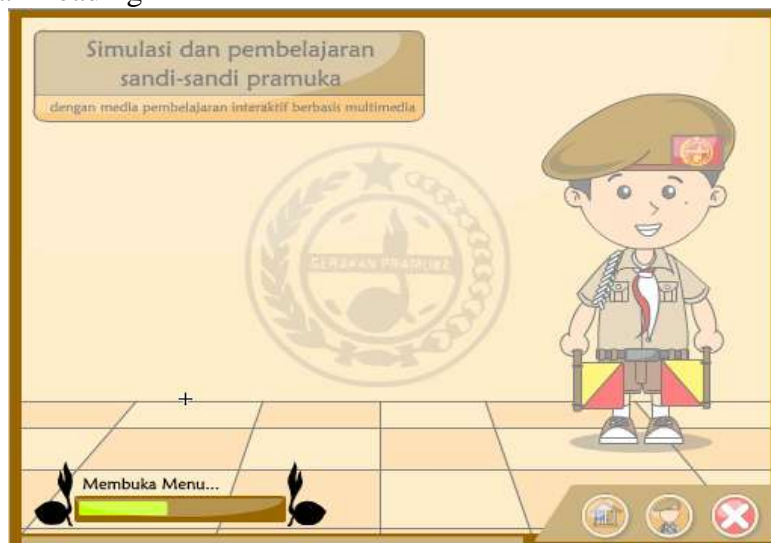 Simulasi dan pembelajaran
sandi-sandi pramuka
dengan media pembelajaran interaktif berbasis multimedia
GERAKAN PRAMUKA
Membuka Menu...